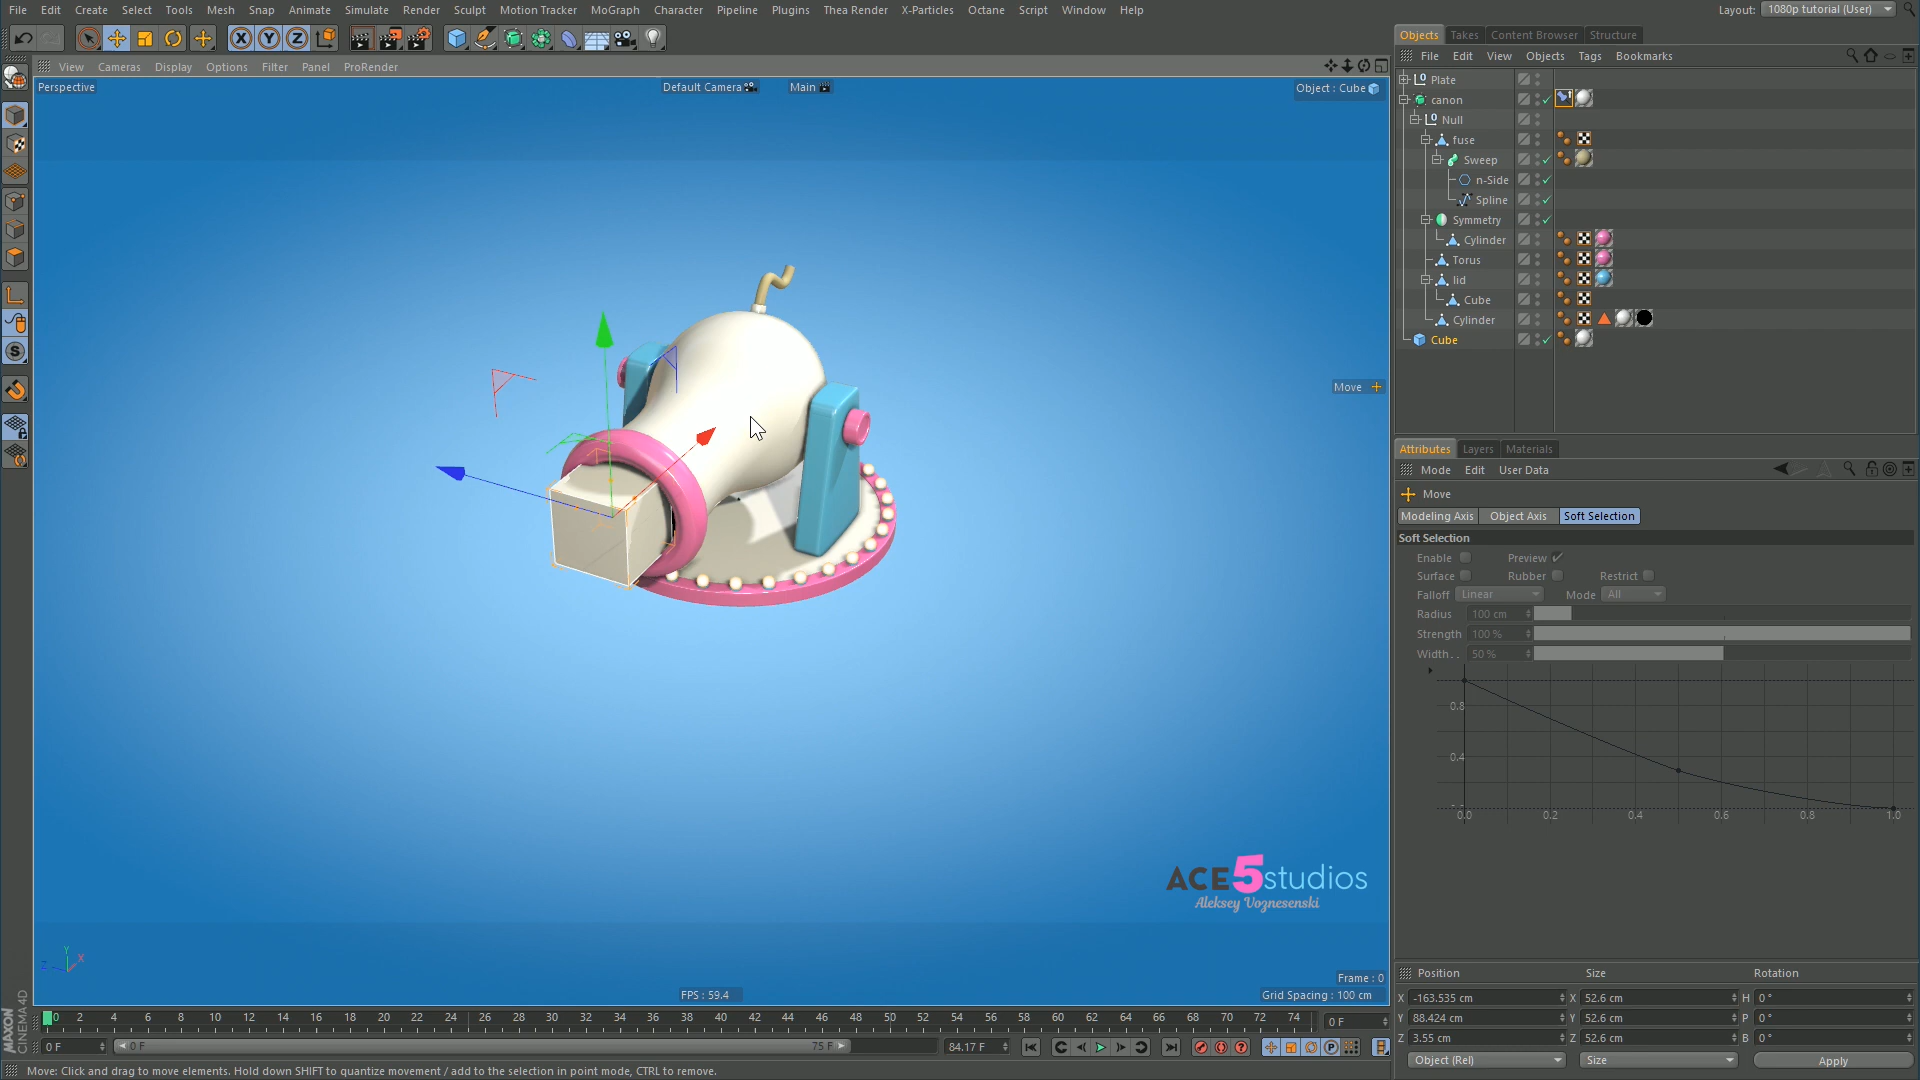 File Edit Create Select Tools Mesh Snap Animate Simulate Render Sculpt Motion Tracker MoGraph Character Pipeline Plugins Thea Render X-Particles Octane Script Window Help
Layout: 1080p tutorial (User)
View Cameras Display Options Filter Panel ProRender
Perspective
Default Camera
Main
Object : Cube
Move
ACE5studios
Aleksey Voznesenski
Y
X
Z
Frame : 0
FPS : 59.4
Grid Spacing : 100 cm
Objects Takes Content Browser Structure
File Edit View Objects Tags Bookmarks
Plate
canon
Null
fuse
Sweep
n-Side
Spline
Symmetry
Cylinder
Torus
lid
Cube
Cylinder
Cube
Attributes Layers Materials
Mode Edit User Data
Move
Modeling Axis Object Axis Soft Selection
Soft Selection
Enable Preview
Surface Rubber Restrict
Falloff Linear Mode All
Radius 100 cm
Strength 100 %
Width.. 50 %
0.8
0.4
0.0 0.2 0.4 0.6 0.8 1.0
Position Size Rotation
X -163.535 cm X 52.6 cm H 0 °
Y 88.424 cm Y 52.6 cm P 0 °
Z 3.55 cm Z 52.6 cm B 0 °
Object (Rel) Size Apply
0 2 4 6 8 10 12 14 16 18 20 22 24 26 28 30 32 34 36 38 40 42 44 46 48 50 52 54 56 58 60 62 64 66 68 70 72 74
0 F
0 F 0 F 75 F 84.17 F
MAXON
CINEMA 4D
Move: Click and drag to move elements. Hold down SHIFT to quantize movement / add to the selection in point mode, CTRL to remove.